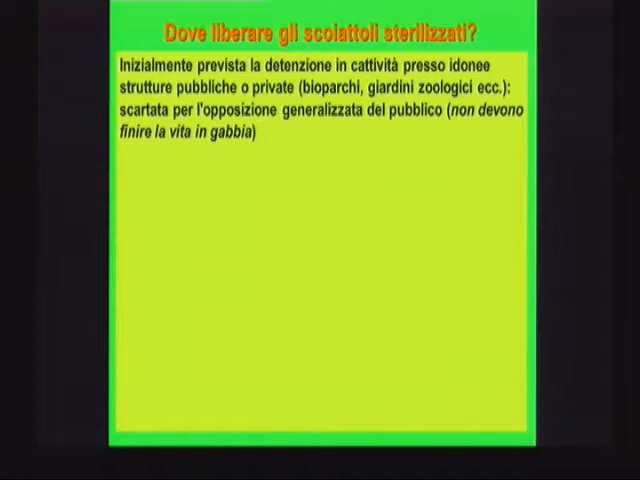 Dove liberare gli scoiattoli sterilizzati?
Inizialmente prevista la detenzione in cattività presso idonee
strutture pubbliche o private (bioparchi, giardini zoologici ecc.):
scartata per l'opposizione generalizzata del pubblico (non devono
finire la vita in gabbia)